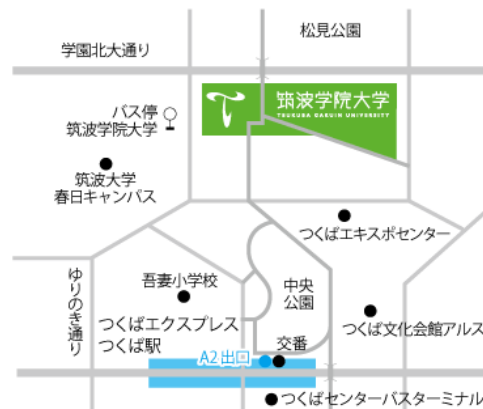 松見公園
学園北大通り
筑波学院大学
TSUKUBA GAKUIN UNIVERSITY
バス停
筑波学院大学
筑波大学
春日キャンパス
つくばエキスポセンター
ゆりのき通り
吾妻小学校
中央
公園
つくばエクスプレス
つくば駅
つくば文化会館アルス
交番
A2出口
つくばセンターバスターミナル